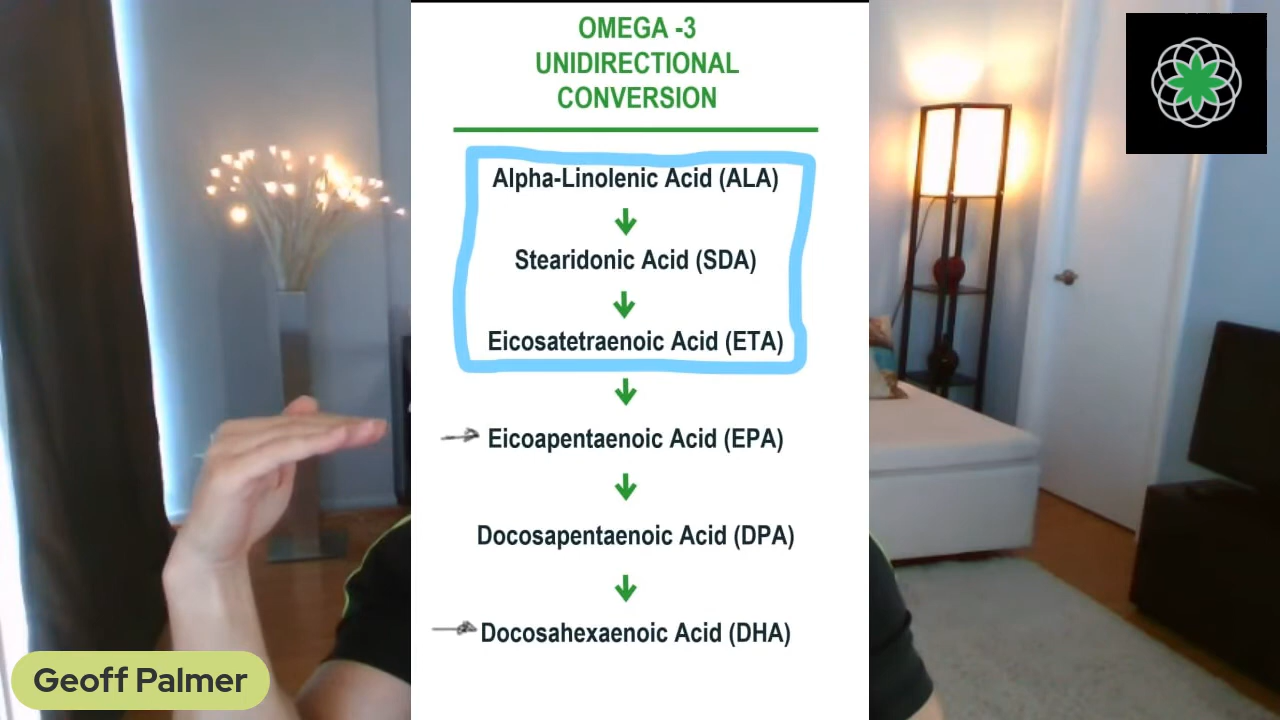 OMEGA -3
UNIDIRECTIONAL
CONVERSION
Alpha-Linolenic Acid (ALA)
Stearidonic Acid (SDA)
Eicosatetraenoic Acid (ETA)
Eicoapentaenoic Acid (EPA)
Docosapentaenoic Acid (DPA)
Docosahexaenoic Acid (DHA)
Geoff Palmer